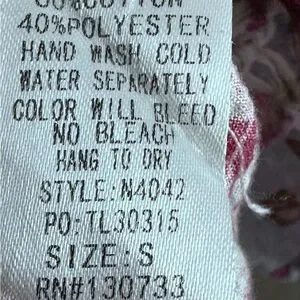 COTTON
40%POLYESTER
HAND WASH COLD
WATER SEPARATELY
COLOR WILL BLEED
NO BLEACH
HANG TO DRY
STYLE:N4042
PO:TL30315
SIZE:S
RN#130733